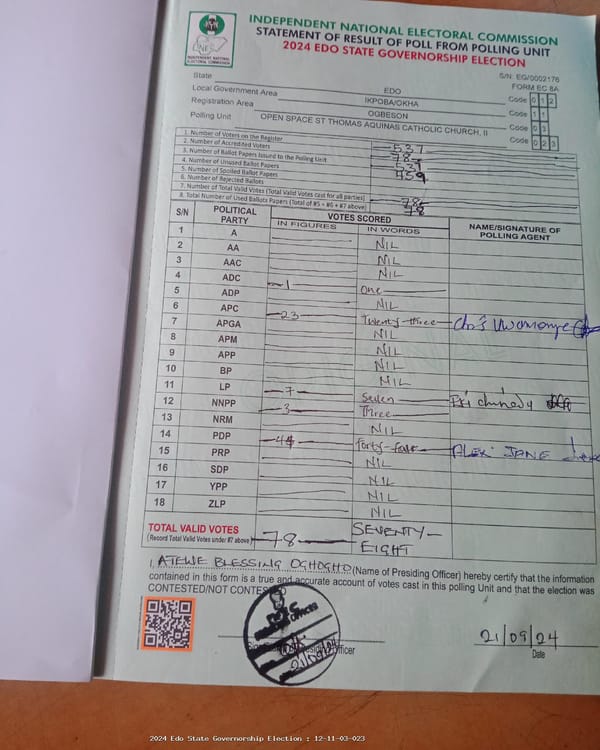 INDEPENDENT NATIONAL ELECTORAL COMMISSION
STATEMENT OF RESULT OF POLL FROM POLLING UNIT
2024 EDO STATE GOVERNORSHIP ELECTION
INEC
INDEPENDENT NATIONAL ELECTORAL COMMISSION
S/N: EG/0002176
FORM EC 8A
State EDO Code 0 1 2
Local Government Area IKPOBA/OKHA Code 1 1
Registration Area OGBESON Code 0 3
Polling Unit OPEN SPACE ST THOMAS AQUINAS CATHOLIC CHURCH, II Code 0 2 3
1. Number of Voters on the Register 537
2. Number of Accredited Voters 78
3. Number of Ballot Papers Issued to the Polling Unit 537
4. Number of Unused Ballot Papers 459
5. Number of Spoiled Ballot Papers
6. Number of Rejected Ballots
7. Number of Total Valid Votes (Total Valid Votes cast for all parties) 78
8. Total Number of Used Ballots Papers (Total of #5 + #6 + #7 above) 78
S/N POLITICAL PARTY VOTES SCORED NAME/SIGNATURE OF POLLING AGENT
IN FIGURES IN WORDS
1 A NIL
2 AA NIL
3 AAC NIL
4 ADC 1 One
5 ADP NIL
6 APC 23 Twenty-three
7 APGA NIL
8 APM NIL
9 APP NIL
10 BP NIL
11 LP 7 Seven
12 NNPP 3 Three
13 NRM NIL
14 PDP 44 Forty-four ALEX JANE
15 PRP NIL
16 SDP NIL
17 YPP NIL
18 ZLP NIL
TOTAL VALID VOTES 78 SEVENTY-EIGHT
(Record Total Valid Votes under #7 above)
I, ATEWE BLESSING OGHOGHO (Name of Presiding Officer) hereby certify that the information
contained in this form is a true and accurate account of votes cast in this polling Unit and that the election was
CONTESTED/NOT CONTESTED
21/09/24
21/09/24
Date
2024 Edo State Governorship Election : 12-11-03-023